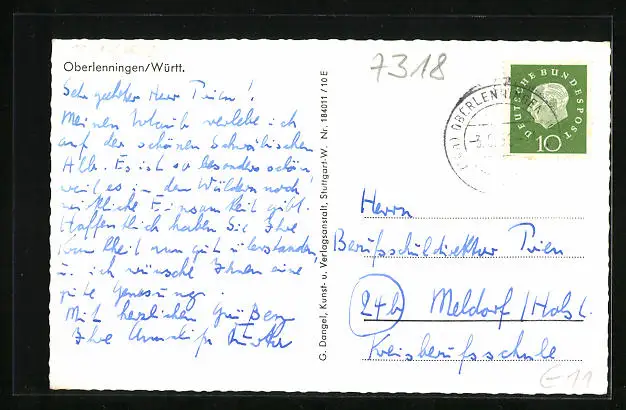 Oberlenningen/Württ.
7318
Sehr geehrter Herr Prien!
Meinen Urlaub verlebe ich
auf der schönen Schwäbischen
Alb. Es ist so besonders schön,
weil es in den Wäldern noch
wirkliche Einsamkeit gibt.
Hoffentlich haben Sie Ihre
Krankheit nun gut überstanden,
u. ich wünsche Ihnen eine
gute Genesung.
Mit herzlichen Grüßen
Ihre
G. Dangel, Kunst- u. Verlagsanstalt, Stuttgart-W. Nr. 184011/10E
OBERLENNINGEN
DEUTSCHE BUNDESPOST
10
Herrn
Berufsschuldirektor Prien
24b Meldorf/Holst.
Kreisberufsschule
E11